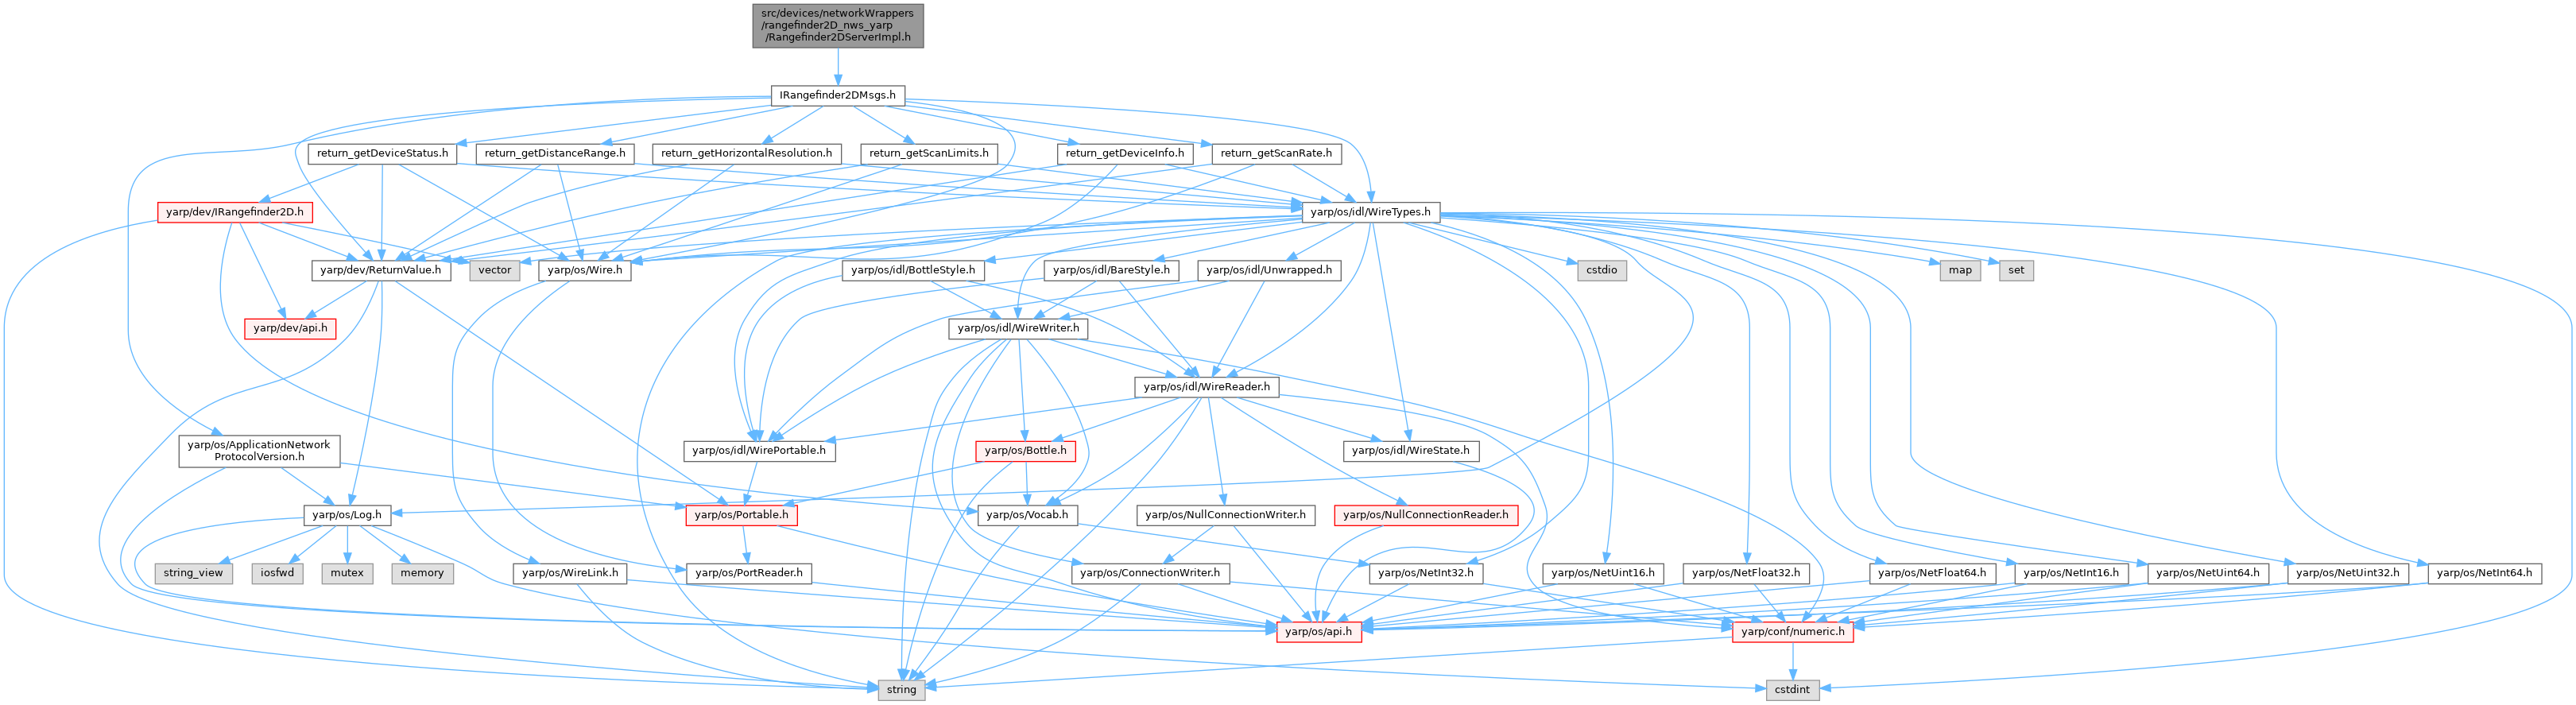 src/devices/networkWrappers
/rangefinder2D_nws_yarp
/Rangefinder2DServerImpl.h
IRangefinder2DMsgs.h
return_getDeviceStatus.h
return_getDistanceRange.h
return_getHorizontalResolution.h
return_getScanLimits.h
return_getDeviceInfo.h
return_getScanRate.h
yarp/dev/IRangefinder2D.h
yarp/os/idl/WireTypes.h
yarp/dev/ReturnValue.h
vector
yarp/os/Wire.h
yarp/os/idl/BottleStyle.h
yarp/os/idl/BareStyle.h
yarp/os/idl/Unwrapped.h
cstdio
map
set
yarp/dev/api.h
yarp/os/idl/WireWriter.h
yarp/os/idl/WireReader.h
yarp/os/ApplicationNetwork
ProtocolVersion.h
yarp/os/idl/WirePortable.h
yarp/os/Bottle.h
yarp/os/idl/WireState.h
yarp/os/Log.h
yarp/os/Portable.h
yarp/os/Vocab.h
yarp/os/NullConnectionWriter.h
yarp/os/NullConnectionReader.h
string_view
iosfwd
mutex
memory
yarp/os/WireLink.h
yarp/os/PortReader.h
yarp/os/ConnectionWriter.h
yarp/os/NetInt32.h
yarp/os/NetUint16.h
yarp/os/NetFloat32.h
yarp/os/NetFloat64.h
yarp/os/NetInt16.h
yarp/os/NetUint64.h
yarp/os/NetUint32.h
yarp/os/NetInt64.h
yarp/os/api.h
yarp/conf/numeric.h
string
cstdint